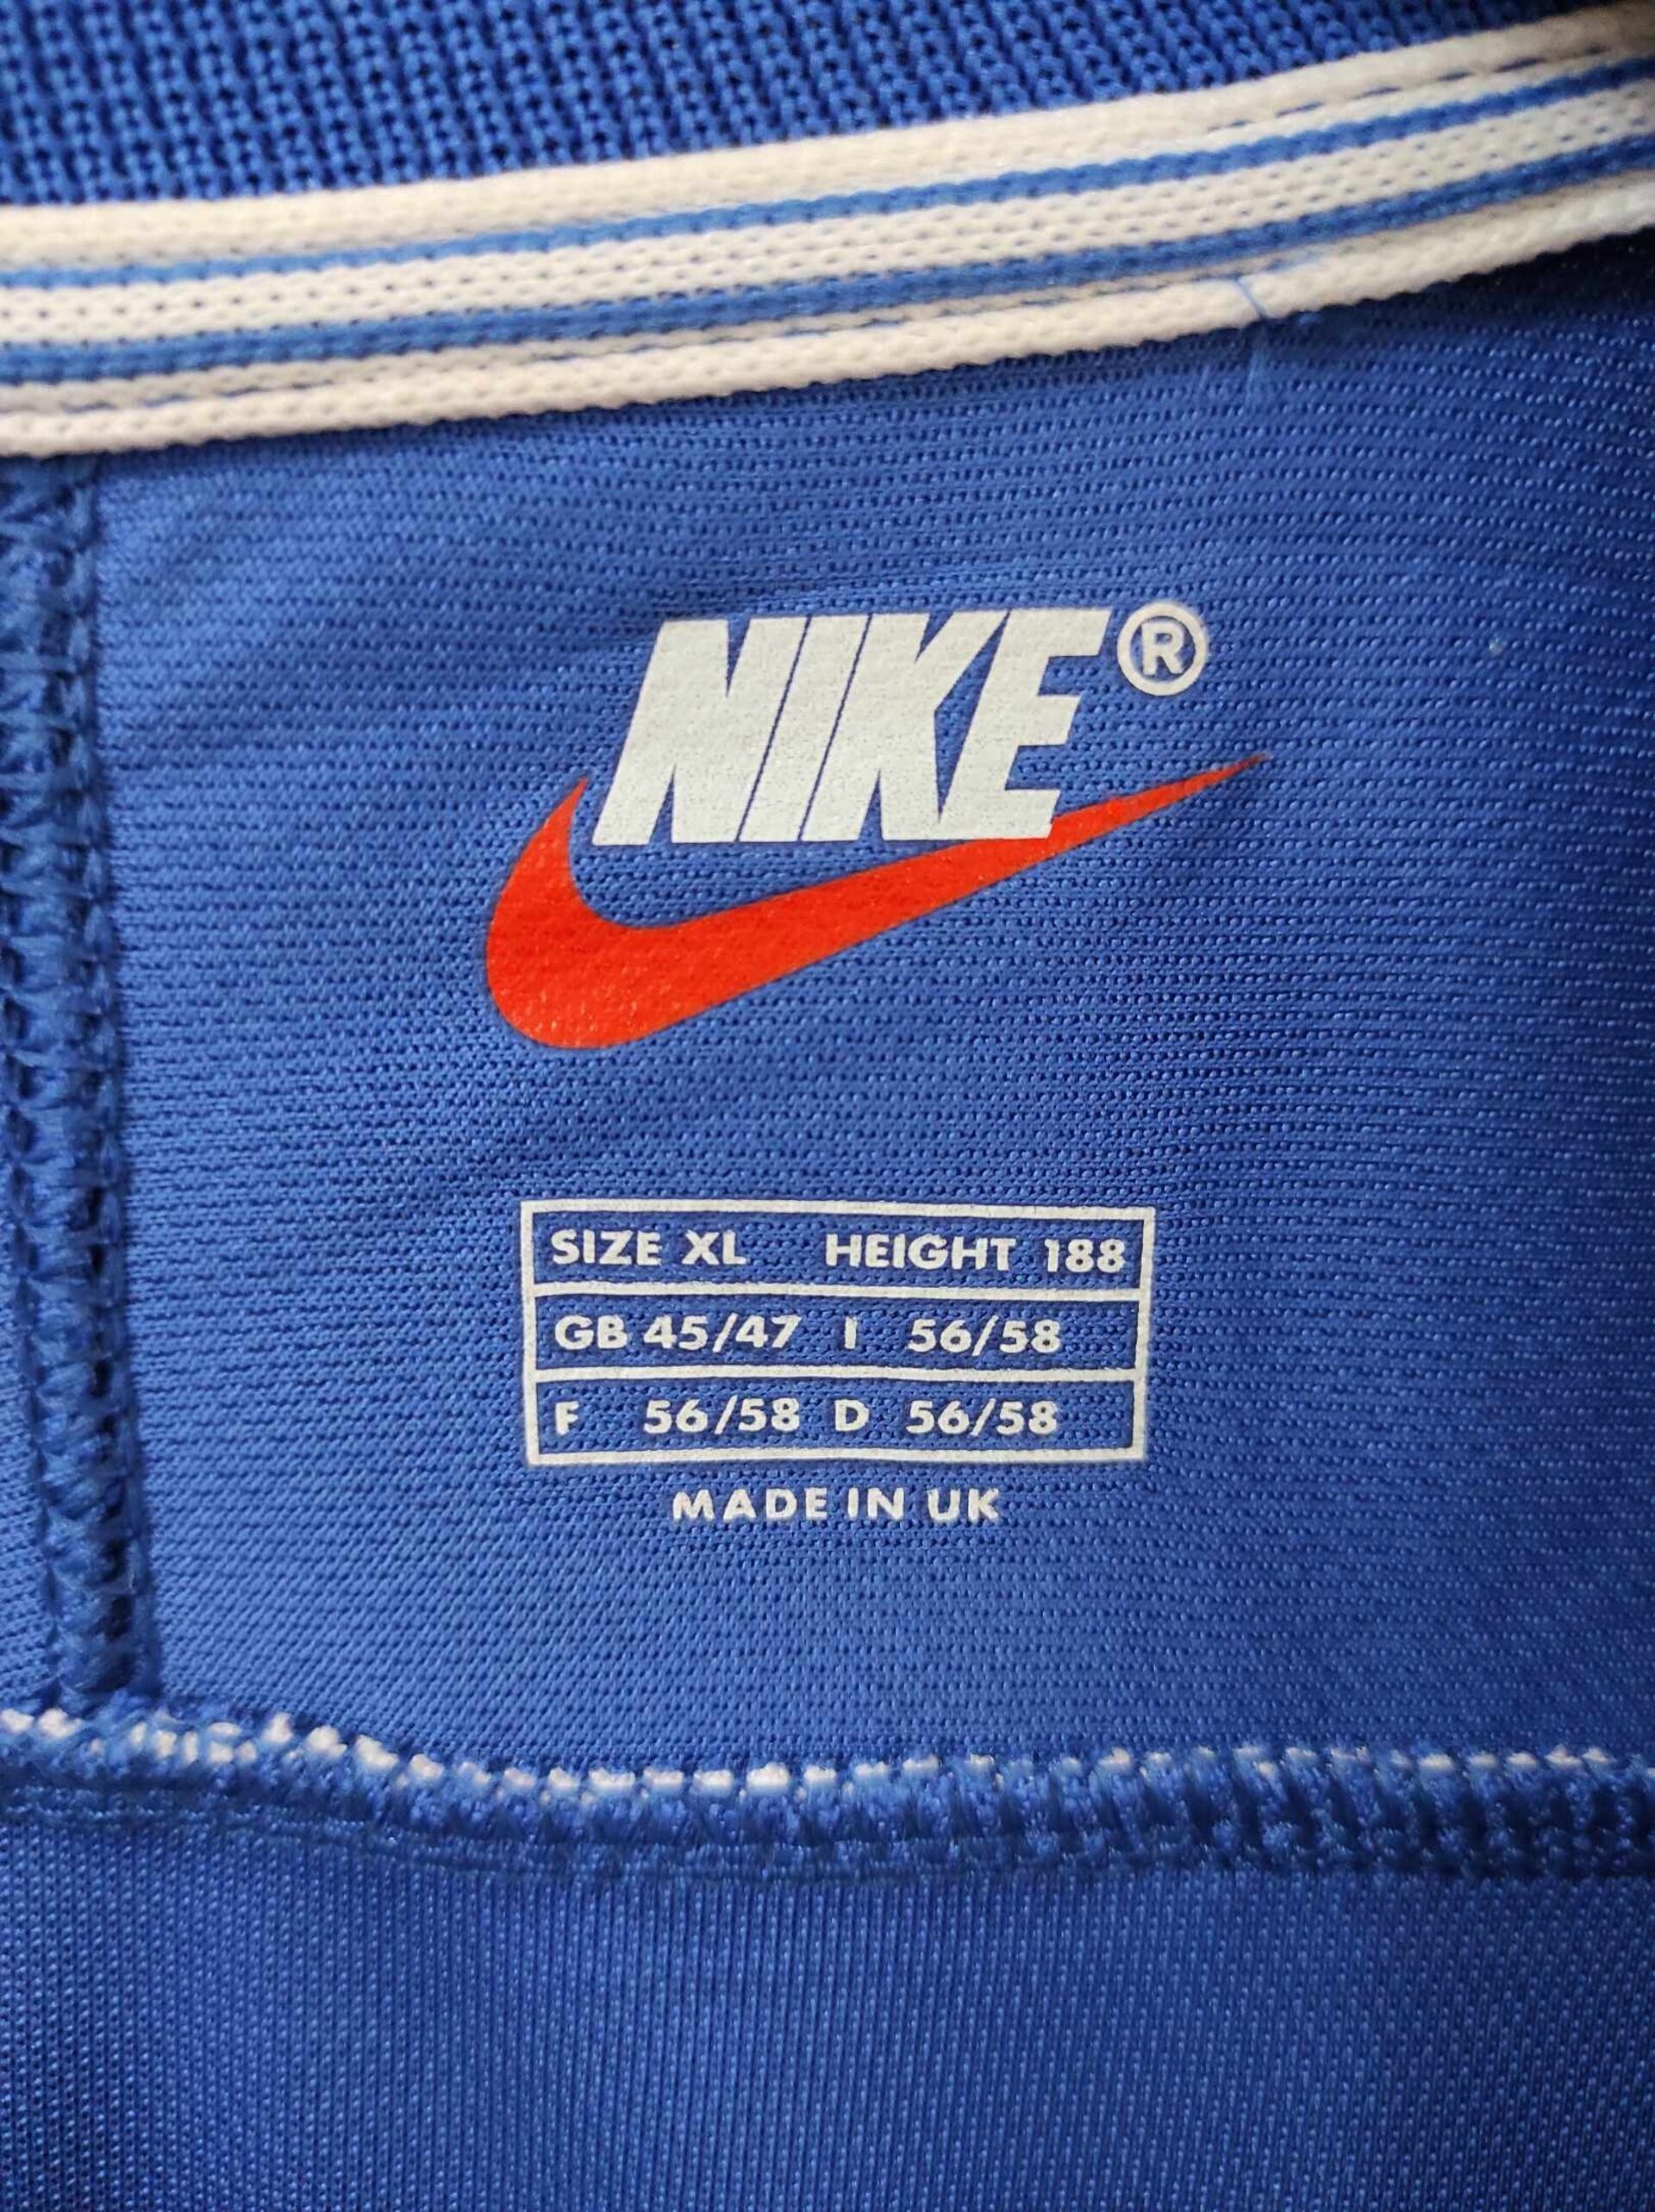 NIKE®
SIZE XL HEIGHT 188
GB 45/47 I 56/58
F 56/58 D 56/58
MADE IN UK